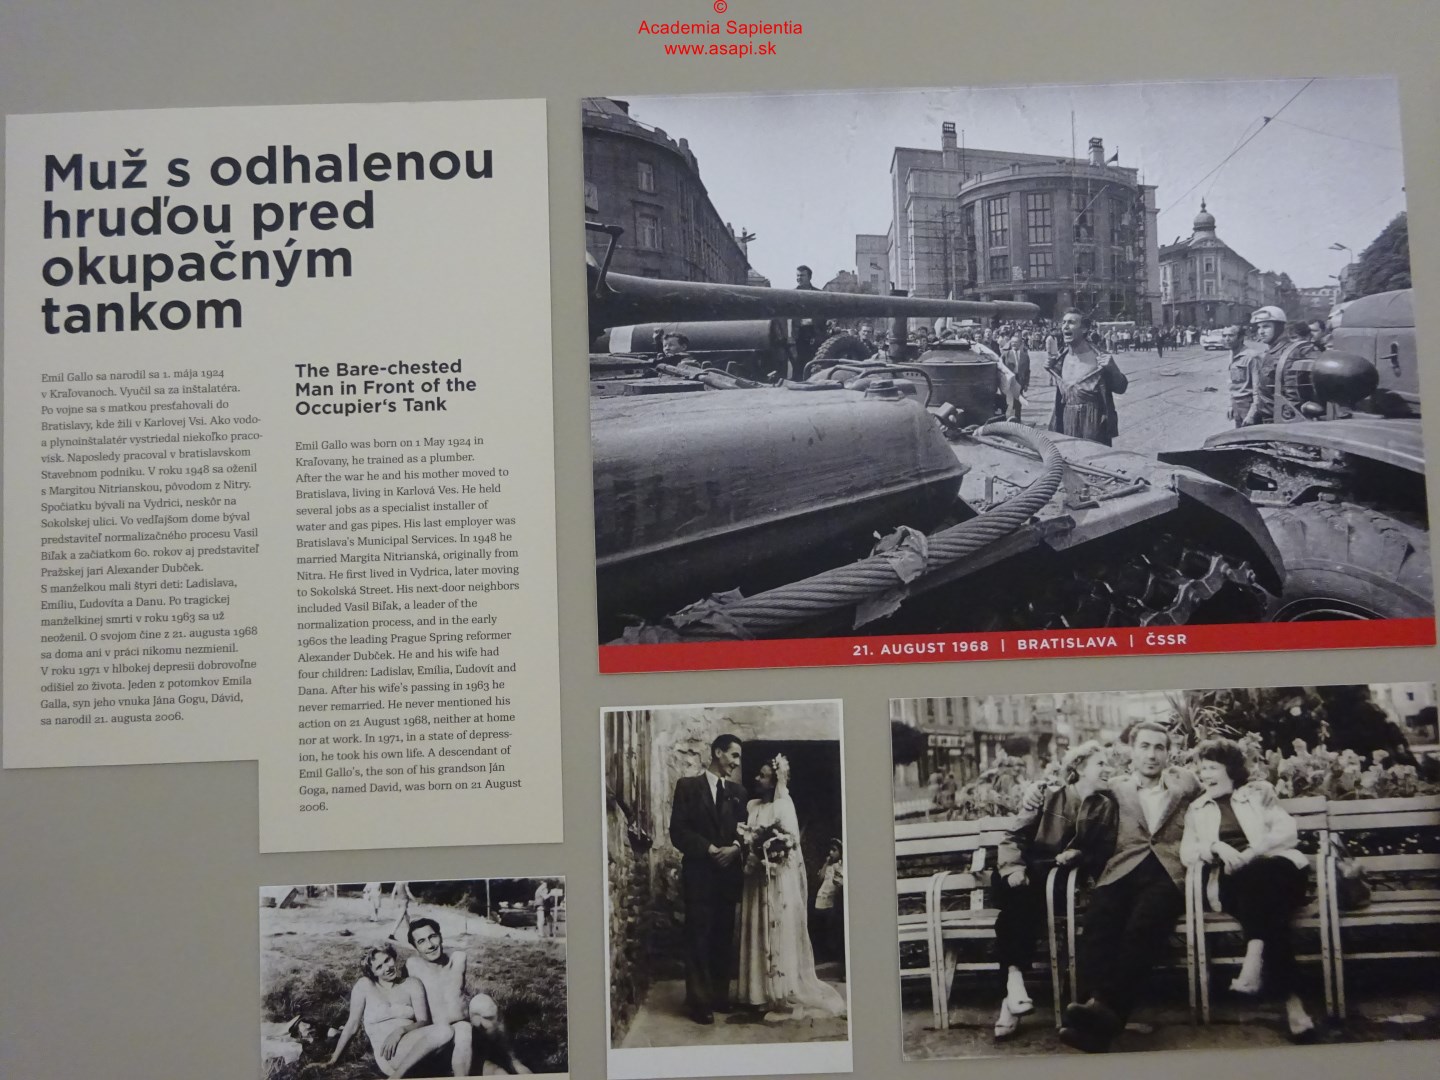 ©
Academia Sapientia
www.asapi.sk
Muž s odhalenou
hruďou pred
okupačným
tankom
Emil Gallo sa narodil sa 1. mája 1924
v Kraľovanoch. Vyučil sa za inštalatéra.
Po vojne sa s matkou presťahovali do
Bratislavy, kde žili v Karlovej Vsi. Ako vodo-
a plynoinštalatér vystriedal niekoľko praco-
vísk. Naposledy pracoval v bratislavskom
Stavebnom podniku. V roku 1948 sa oženil
s Margitou Nitrianskou, pôvodom z Nitry.
Spočiatku bývali na Vydrici, neskôr na
Sokolskej ulici. Vo vedľajšom dome býval
predstaviteľ normalizačného procesu Vasil
Biľak a začiatkom 60. rokov aj predstaviteľ
Pražskej jari Alexander Dubček.
S manželkou mali štyri deti: Ladislava,
Emíliu, Ľudovíta a Danu. Po tragickej
manželkinej smrti v roku 1963 sa už
neoženil. O svojom čine z 21. augusta 1968
sa doma ani v práci nikomu nezmienil.
V roku 1971 v hlbokej depresii dobrovoľne
odišiel zo života. Jeden z potomkov Emila
Galla, syn jeho vnuka Jána Gogu, Dávid,
sa narodil 21. augusta 2006.
The Bare-chested
Man in Front of the
Occupier‘s Tank
Emil Gallo was born on 1 May 1924 in
Kraľovany, he trained as a plumber.
After the war he and his mother moved to
Bratislava, living in Karlová Ves. He held
several jobs as a specialist installer of
water and gas pipes. His last employer was
Bratislava's Municipal Services. In 1948 he
married Margita Nitrianská, originally from
Nitra. He first lived in Vydrica, later moving
to Sokolská Street. His next-door neighbors
included Vasil Biľak, a leader of the
normalization process, and in the early
1960s the leading Prague Spring reformer
Alexander Dubček. He and his wife had
four children: Ladislav, Emília, Ľudovít and
Dana. After his wife's passing in 1963 he
never remarried. He never mentioned his
action on 21 August 1968, neither at home
nor at work. In 1971, in a state of depress-
ion, he took his own life. A descendant of
Emil Gallo's, the son of his grandson Ján
Goga, named David, was born on 21 August
2006.
21. AUGUST 1968 | BRATISLAVA | ČSSR